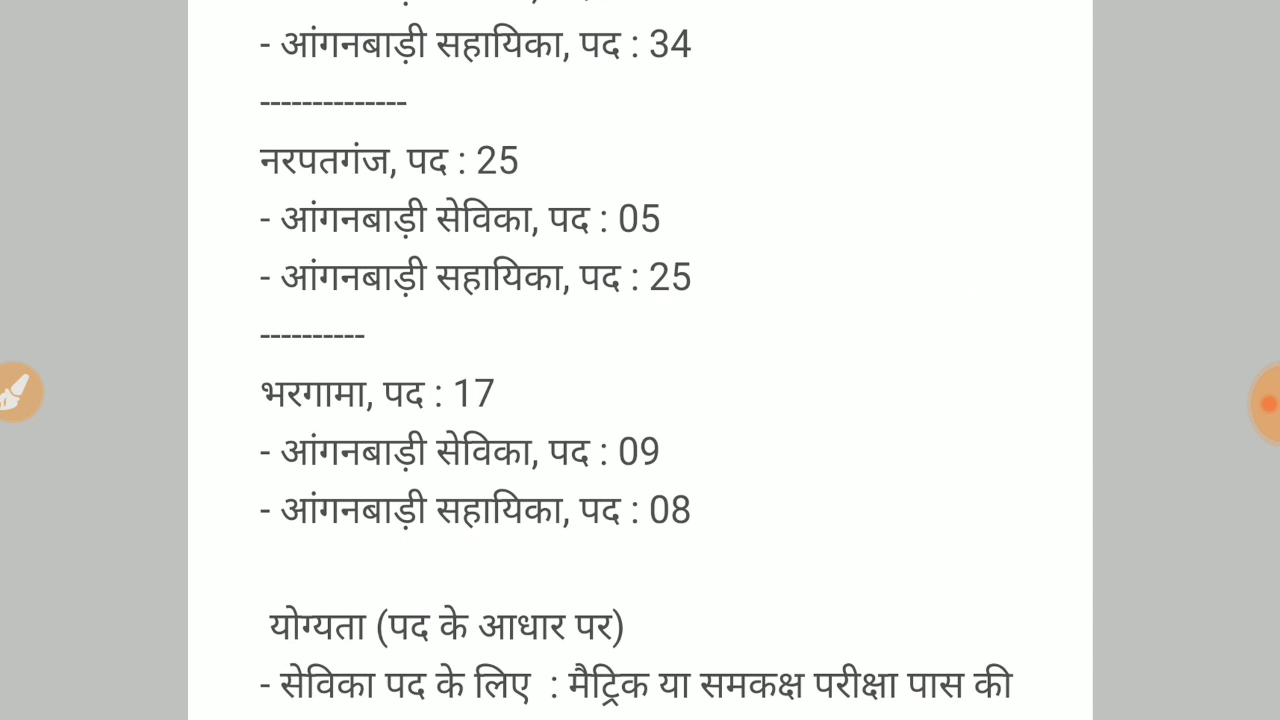 - आंगनबाड़ी सहायिका, पद : 34
--------------
नरपतगंज, पद : 25
- आंगनबाड़ी सेविका, पद : 05
- आंगनबाड़ी सहायिका, पद : 25
----------
भरगामा, पद : 17
- आंगनबाड़ी सेविका, पद : 09
- आंगनबाड़ी सहायिका, पद : 08
योग्यता (पद के आधार पर)
- सेविका पद के लिए : मैट्रिक या समकक्ष परीक्षा पास की